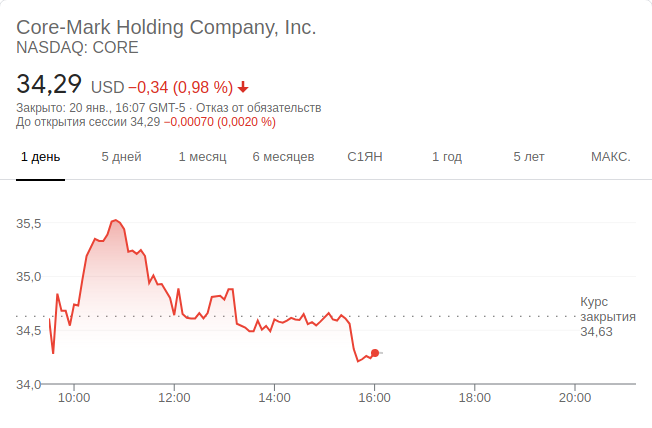 Core-Mark Holding Company, Inc.
NASDAQ: CORE
34,29 USD −0,34 (0,98 %)
Закрыто: 20 янв., 16:07 GMT-5 · Отказ от обязательств
До открытия сессии 34,29 −0,00070 (0,0020 %)
1 день 5 дней 1 месяц 6 месяцев С1ЯН 1 год 5 лет МАКС.
35,5
35,0
Курс
закрытия
34,63
34,5
34,0
10:00 12:00 14:00 16:00 18:00 20:00